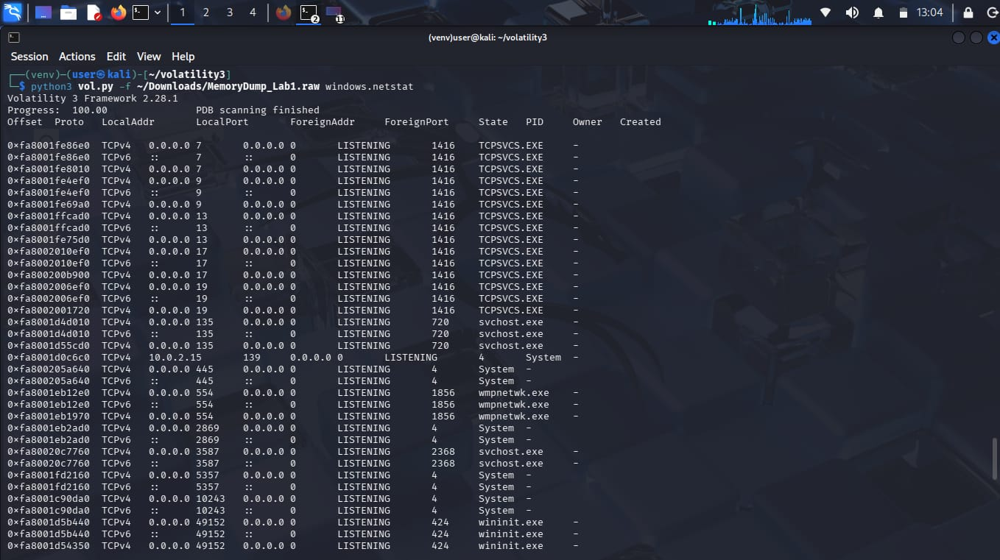 1 2 3 4 2 11 13:04
(venv)user@kali: ~/volatility3
Session Actions Edit View Help
┌──(venv)─(user㉿kali)-[~/volatility3]
└─$ python3 vol.py -f ~/Downloads/MemoryDump_Lab1.raw windows.netstat
Volatility 3 Framework 2.28.1
Progress: 100.00 PDB scanning finished
Offset Proto LocalAddr LocalPort ForeignAddr ForeignPort State PID Owner Created
0xfa8001fe86e0 TCPv4 0.0.0.0 7 0.0.0.0 0 LISTENING 1416 TCPSVCS.EXE -
0xfa8001fe86e0 TCPv6 :: 7 :: 0 LISTENING 1416 TCPSVCS.EXE -
0xfa8001fe8010 TCPv4 0.0.0.0 7 0.0.0.0 0 LISTENING 1416 TCPSVCS.EXE -
0xfa8001fe4ef0 TCPv4 0.0.0.0 9 0.0.0.0 0 LISTENING 1416 TCPSVCS.EXE -
0xfa8001fe4ef0 TCPv6 :: 9 :: 0 LISTENING 1416 TCPSVCS.EXE -
0xfa8001fe69a0 TCPv4 0.0.0.0 9 0.0.0.0 0 LISTENING 1416 TCPSVCS.EXE -
0xfa8001ffcad0 TCPv4 0.0.0.0 13 0.0.0.0 0 LISTENING 1416 TCPSVCS.EXE -
0xfa8001ffcad0 TCPv6 :: 13 :: 0 LISTENING 1416 TCPSVCS.EXE -
0xfa8001fe75d0 TCPv4 0.0.0.0 13 0.0.0.0 0 LISTENING 1416 TCPSVCS.EXE -
0xfa8002010ef0 TCPv4 0.0.0.0 17 0.0.0.0 0 LISTENING 1416 TCPSVCS.EXE -
0xfa8002010ef0 TCPv6 :: 17 :: 0 LISTENING 1416 TCPSVCS.EXE -
0xfa800200b900 TCPv4 0.0.0.0 17 0.0.0.0 0 LISTENING 1416 TCPSVCS.EXE -
0xfa8002006ef0 TCPv4 0.0.0.0 19 0.0.0.0 0 LISTENING 1416 TCPSVCS.EXE -
0xfa8002006ef0 TCPv6 :: 19 :: 0 LISTENING 1416 TCPSVCS.EXE -
0xfa8002001720 TCPv4 0.0.0.0 19 0.0.0.0 0 LISTENING 1416 TCPSVCS.EXE -
0xfa8001d4d010 TCPv4 0.0.0.0 135 0.0.0.0 0 LISTENING 720 svchost.exe -
0xfa8001d4d010 TCPv6 :: 135 :: 0 LISTENING 720 svchost.exe -
0xfa8001d55cd0 TCPv4 0.0.0.0 135 0.0.0.0 0 LISTENING 720 svchost.exe -
0xfa8001d0c6c0 TCPv4 10.0.2.15 139 0.0.0.0 0 LISTENING 4 System -
0xfa800205a640 TCPv4 0.0.0.0 445 0.0.0.0 0 LISTENING 4 System -
0xfa800205a640 TCPv6 :: 445 :: 0 LISTENING 4 System -
0xfa8001eb12e0 TCPv4 0.0.0.0 554 0.0.0.0 0 LISTENING 1856 wmpnetwk.exe -
0xfa8001eb12e0 TCPv6 :: 554 :: 0 LISTENING 1856 wmpnetwk.exe -
0xfa8001eb1970 TCPv4 0.0.0.0 554 0.0.0.0 0 LISTENING 1856 wmpnetwk.exe -
0xfa8001eb2ad0 TCPv4 0.0.0.0 2869 0.0.0.0 0 LISTENING 4 System -
0xfa8001eb2ad0 TCPv6 :: 2869 :: 0 LISTENING 4 System -
0xfa80020c7760 TCPv4 0.0.0.0 3587 0.0.0.0 0 LISTENING 2368 svchost.exe -
0xfa80020c7760 TCPv6 :: 3587 :: 0 LISTENING 2368 svchost.exe -
0xfa8001fd2160 TCPv4 0.0.0.0 5357 0.0.0.0 0 LISTENING 4 System -
0xfa8001fd2160 TCPv6 :: 5357 :: 0 LISTENING 4 System -
0xfa8001c90da0 TCPv4 0.0.0.0 10243 0.0.0.0 0 LISTENING 4 System -
0xfa8001c90da0 TCPv6 :: 10243 :: 0 LISTENING 4 System -
0xfa8001d5b440 TCPv4 0.0.0.0 49152 0.0.0.0 0 LISTENING 424 wininit.exe -
0xfa8001d5b440 TCPv6 :: 49152 :: 0 LISTENING 424 wininit.exe -
0xfa8001d54350 TCPv4 0.0.0.0 49152 0.0.0.0 0 LISTENING 424 wininit.exe -